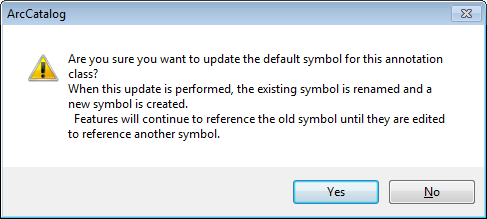 ArcCatalog
Are you sure you want to update the default symbol for this annotation
class?
When this update is performed, the existing symbol is renamed and a
new symbol is created.
Features will continue to reference the old symbol until they are edited
to reference another symbol.
Yes
No